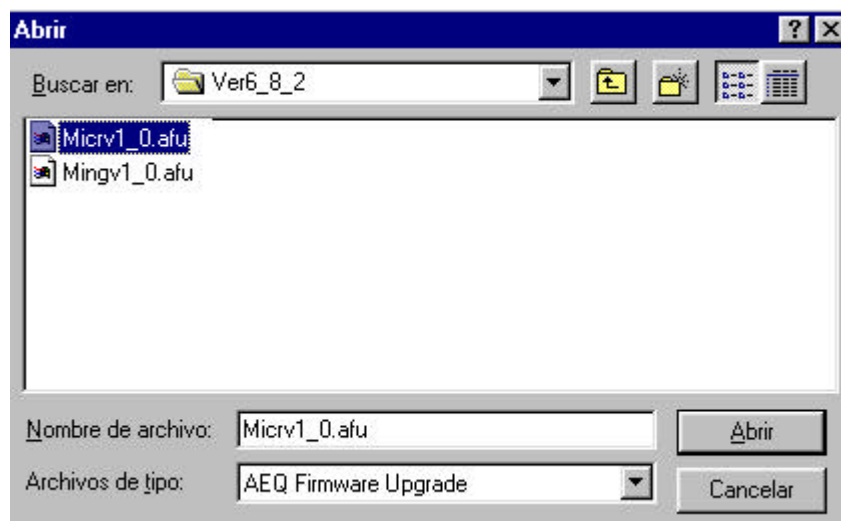 Abrir
Buscar en: Ver6_8_2
Micrv1_0.afu
Mingv1_0.afu
Nombre de archivo: Micrv1_0.afu Abrir
Archivos de tipo: AEQ Firmware Upgrade Cancelar